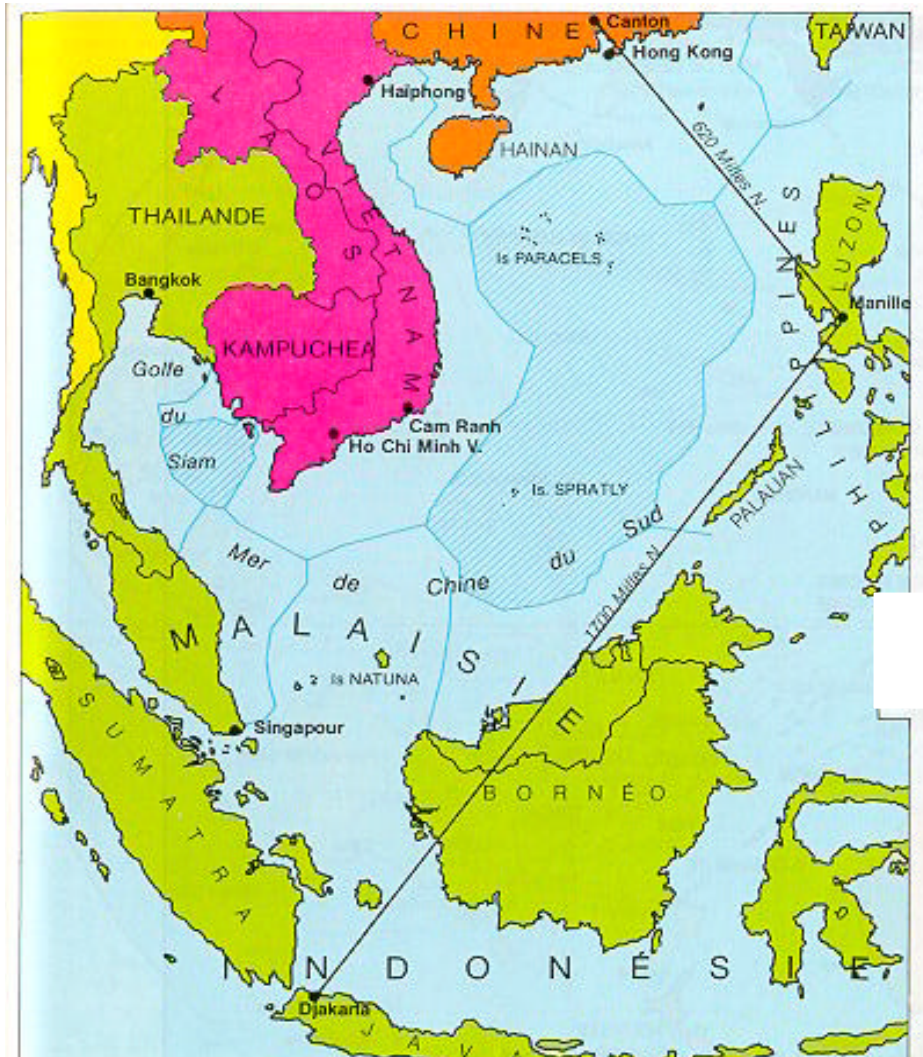 CHINE
Canton
TAIWAN
Hong Kong
Haïphong
HAINAN
620 Milles N.
LAOS
VIETNAM
THAILANDE
Is PARACELS
LUZON
PHILIPPINES
Bangkok
Manille
KAMPUCHEA
Golfe
du
Siam
Cam Ranh
Ho Chi Minh V.
Is. SPRATLY
PALAUAN
Mer de Chine du Sud
1700 Milles N.
MALAISIE
Is NATUNA
Singapour
SUMATRA
BORNÉO
INDONÉSIE
Djakarta
JAV